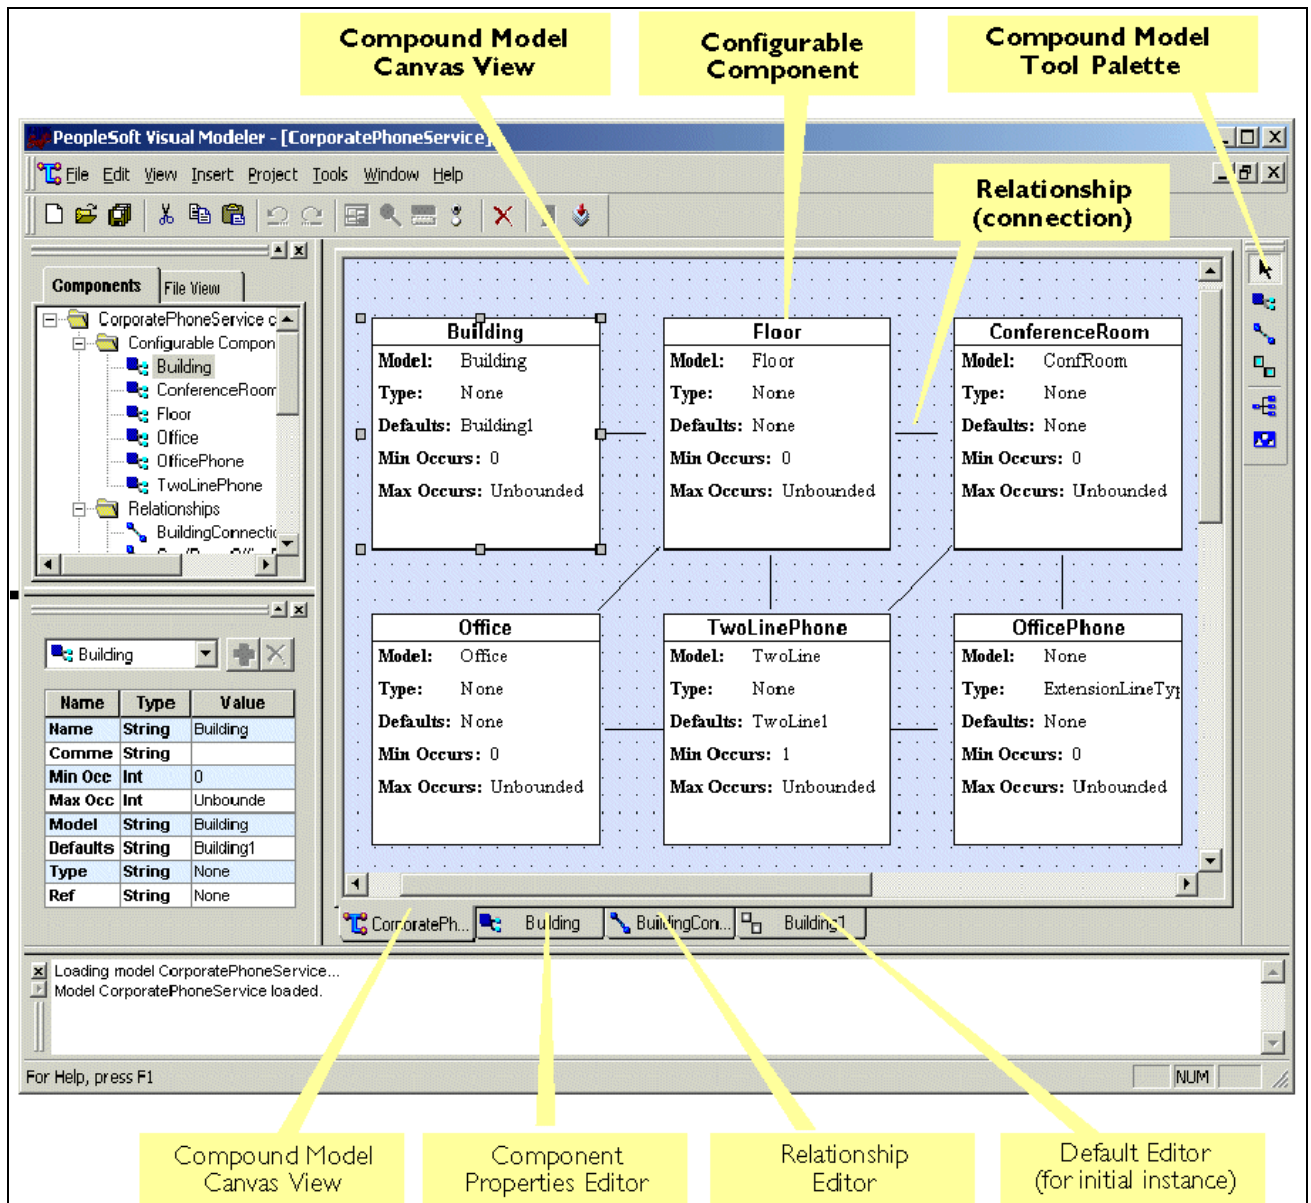 Compound Model
Canvas View
Configurable
Component
Compound Model
Tool Palette
PeopleSoft Visual Modeler - [CorporatePhoneService]
File Edit View Insert Project Tools Window Help
Relationship
(connection)
Components File View
CorporatePhoneService c
Configurable Compon
Building
ConferenceRoom
Floor
Office
OfficePhone
TwoLinePhone
Relationships
BuildingConnectic
Building
Name Type Value
Name String Building
Comme String
Min Occ Int 0
Max Occ Int Unbounde
Model String Building
Defaults String Building1
Type String None
Ref String None
Building
Model: Building
Type: None
Defaults: Building1
Min Occurs: 0
Max Occurs: Unbounded
Floor
Model: Floor
Type: None
Defaults: None
Min Occurs: 0
Max Occurs: Unbounded
ConferenceRoom
Model: ConfRoom
Type: None
Defaults: None
Min Occurs: 0
Max Occurs: Unbounded
Office
Model: Office
Type: None
Defaults: None
Min Occurs: 0
Max Occurs: Unbounded
TwoLinePhone
Model: TwoLine
Type: None
Defaults: TwoLine1
Min Occurs: 1
Max Occurs: Unbounded
OfficePhone
Model: None
Type: ExtensionLineTyp
Defaults: None
Min Occurs: 0
Max Occurs: Unbounded
CorporatePh... Building BuildingCon... Building1
Loading model CorporatePhoneService...
Model CorporatePhoneService loaded.
For Help, press F1
NUM
Compound Model
Canvas View
Component
Properties Editor
Relationship
Editor
Default Editor
(for initial instance)